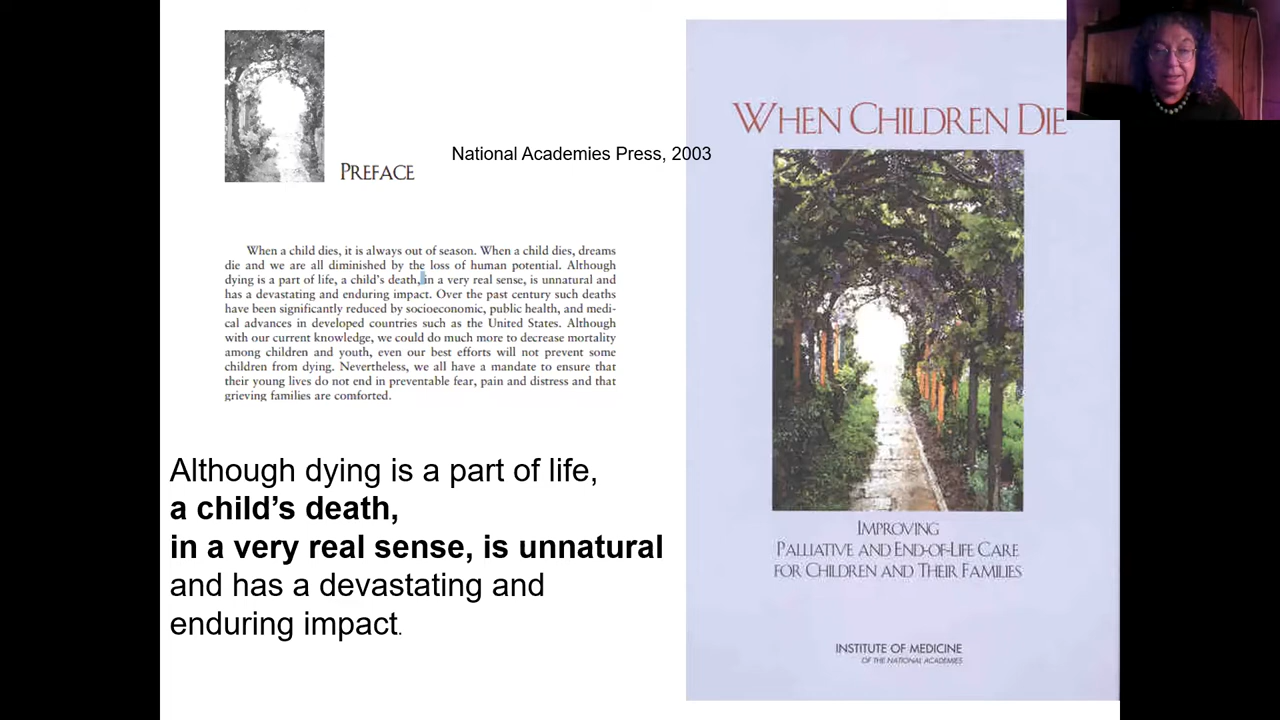 PREFACE
National Academies Press, 2003
When a child dies, it is always out of season. When a child dies, dreams
die and we are all diminished by the loss of human potential. Although
dying is a part of life, a child's death, in a very real sense, is unnatural and
has a devastating and enduring impact. Over the past century such deaths
have been significantly reduced by socioeconomic, public health, and medi-
cal advances in developed countries such as the United States. Although
with our current knowledge, we could do much more to decrease mortality
among children and youth, even our best efforts will not prevent some
children from dying. Nevertheless, we all have a mandate to ensure that
their young lives do not end in preventable fear, pain and distress and that
grieving families are comforted.
Although dying is a part of life,
a child’s death,
in a very real sense, is unnatural
and has a devastating and
enduring impact.
WHEN CHILDREN DIE
IMPROVING
PALLIATIVE AND END-OF-LIFE CARE
FOR CHILDREN AND THEIR FAMILIES
INSTITUTE OF MEDICINE
OF THE NATIONAL ACADEMIES